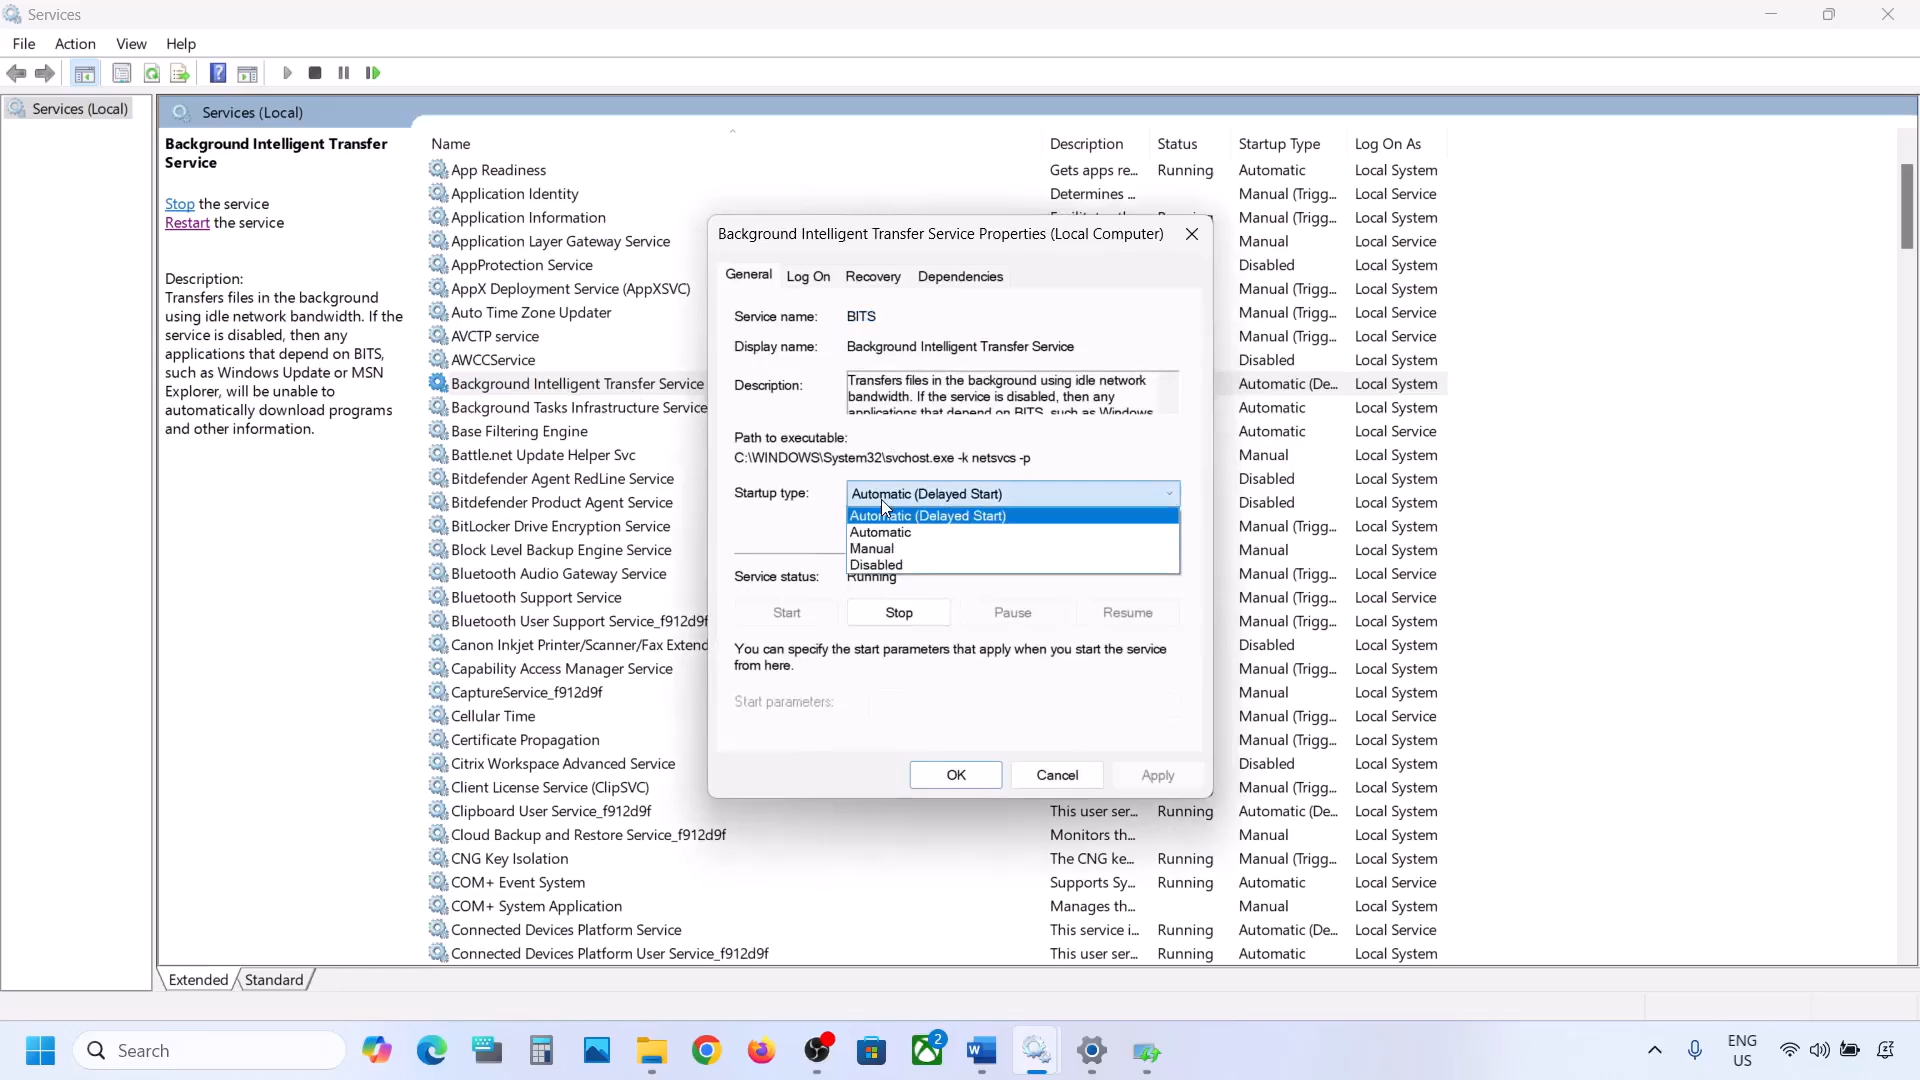 Services
File Action View Help
Services (Local)
Services (Local)
Background Intelligent Transfer
Service
Stop the service
Restart the service
Description:
Transfers files in the background
using idle network bandwidth. If the
service is disabled, then any
applications that depend on BITS,
such as Windows Update or MSN
Explorer, will be unable to
automatically download programs
and other information.
Name Description Status Startup Type Log On As
App Readiness Gets apps re... Running Automatic Local System
Application Identity Determines ... Manual (Trigg... Local Service
Application Information Manual (Trigg... Local System
Application Layer Gateway Service Manual Local Service
AppProtection Service Disabled Local System
AppX Deployment Service (AppXSVC) Manual (Trigg... Local System
Auto Time Zone Updater Manual (Trigg... Local Service
AVCTP service Manual (Trigg... Local Service
AWCCService Disabled Local System
Background Intelligent Transfer Service Automatic (De... Local System
Background Tasks Infrastructure Service Automatic Local System
Base Filtering Engine Automatic Local Service
Battle.net Update Helper Svc Manual Local System
Bitdefender Agent RedLine Service Disabled Local System
Bitdefender Product Agent Service Disabled Local System
BitLocker Drive Encryption Service Manual (Trigg... Local System
Block Level Backup Engine Service Manual Local System
Bluetooth Audio Gateway Service Manual (Trigg... Local Service
Bluetooth Support Service Manual (Trigg... Local Service
Bluetooth User Support Service_f912d9f Manual (Trigg... Local System
Canon Inkjet Printer/Scanner/Fax Extend Disabled Local System
Capability Access Manager Service Manual (Trigg... Local System
CaptureService_f912d9f Manual Local System
Cellular Time Manual (Trigg... Local Service
Certificate Propagation Manual (Trigg... Local System
Citrix Workspace Advanced Service Disabled Local System
Client License Service (ClipSVC) Manual (Trigg... Local System
Clipboard User Service_f912d9f This user ser... Running Automatic (De... Local System
Cloud Backup and Restore Service_f912d9f Monitors th... Manual Local System
CNG Key Isolation The CNG ke... Running Manual (Trigg... Local System
COM+ Event System Supports Sy... Running Automatic Local Service
COM+ System Application Manages th... Manual Local System
Connected Devices Platform Service This service i... Running Automatic (De... Local Service
Connected Devices Platform User Service_f912d9f This user ser... Running Automatic Local System
Background Intelligent Transfer Service Properties (Local Computer)
General Log On Recovery Dependencies
Service name: BITS
Display name: Background Intelligent Transfer Service
Description: Transfers files in the background using idle network
bandwidth. If the service is disabled, then any
applications that depend on BITS, such as Windows
Path to executable:
C:\WINDOWS\System32\svchost.exe -k netsvcs -p
Startup type: Automatic (Delayed Start)
Automatic (Delayed Start)
Automatic
Manual
Disabled
Service status: Running
Start Stop Pause Resume
You can specify the start parameters that apply when you start the service
from here.
Start parameters:
OK Cancel Apply
Extended Standard
Search
2
ENG
US